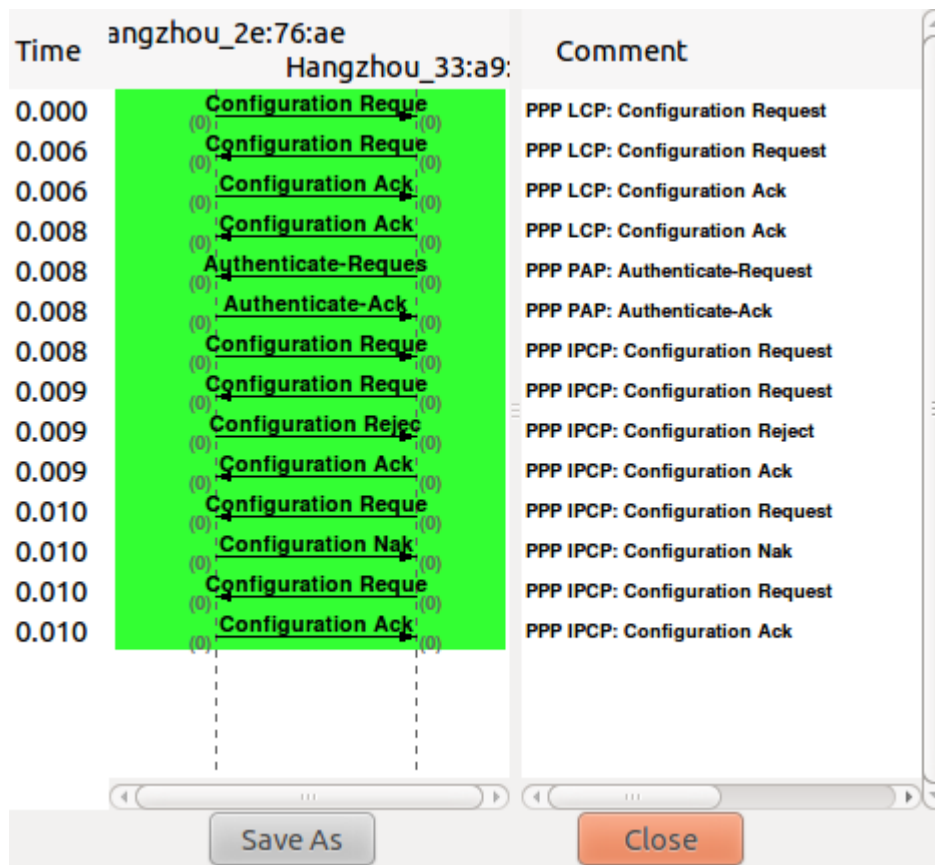 Time angzhou_2e:76:ae Comment
Hangzhou_33:a9:
0.000 Configuration Reque PPP LCP: Configuration Request
(0) (0)
0.006 Configuration Reque PPP LCP: Configuration Request
(0) (0)
0.006 Configuration Ack PPP LCP: Configuration Ack
(0) (0)
0.008 Configuration Ack PPP LCP: Configuration Ack
(0) (0)
0.008 Authenticate-Reques PPP PAP: Authenticate-Request
(0) (0)
0.008 Authenticate-Ack PPP PAP: Authenticate-Ack
(0) (0)
0.008 Configuration Reque PPP IPCP: Configuration Request
(0) (0)
0.009 Configuration Reque PPP IPCP: Configuration Request
(0) (0)
0.009 Configuration Rejec PPP IPCP: Configuration Reject
(0) (0)
0.009 Configuration Ack PPP IPCP: Configuration Ack
(0) (0)
0.010 Configuration Reque PPP IPCP: Configuration Request
(0) (0)
0.010 Configuration Nak PPP IPCP: Configuration Nak
(0) (0)
0.010 Configuration Reque PPP IPCP: Configuration Request
(0) (0)
0.010 Configuration Ack PPP IPCP: Configuration Ack
(0) (0)
Save As Close